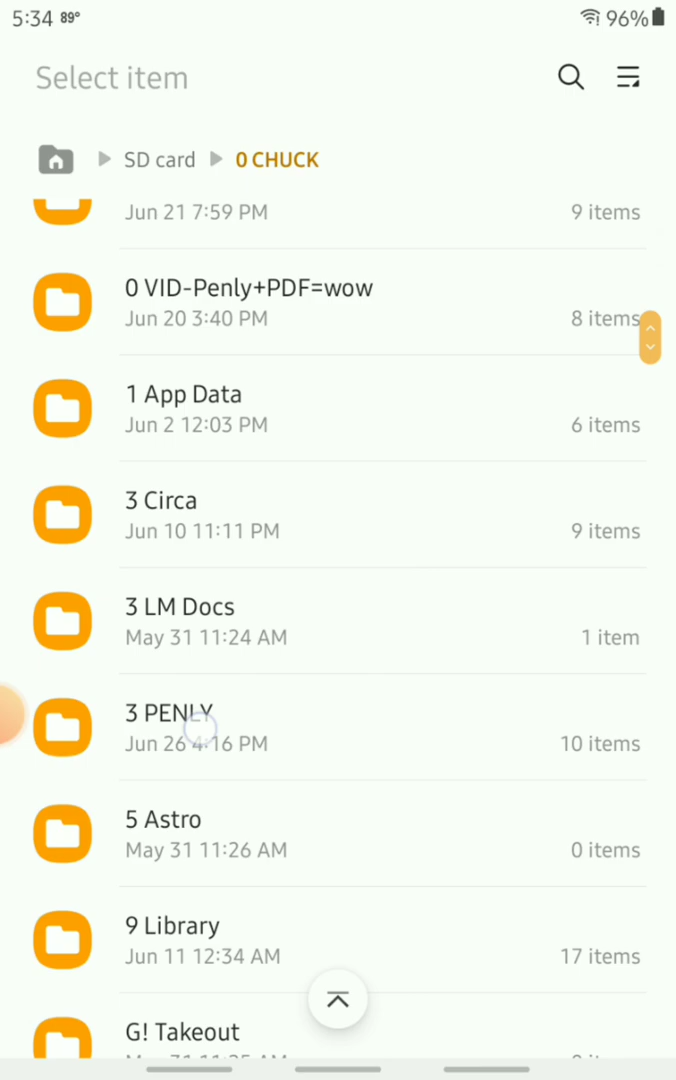 5:34 89° 96%
Select item
SD card 0 CHUCK
Jun 21 7:59 PM 9 items
0 VID-Penly+PDF=wow
Jun 20 3:40 PM 8 items
1 App Data
Jun 2 12:03 PM 6 items
3 Circa
Jun 10 11:11 PM 9 items
3 LM Docs
May 31 11:24 AM 1 item
3 PENLY
Jun 26 4:16 PM 10 items
5 Astro
May 31 11:26 AM 0 items
9 Library
Jun 11 12:34 AM 17 items
G! Takeout